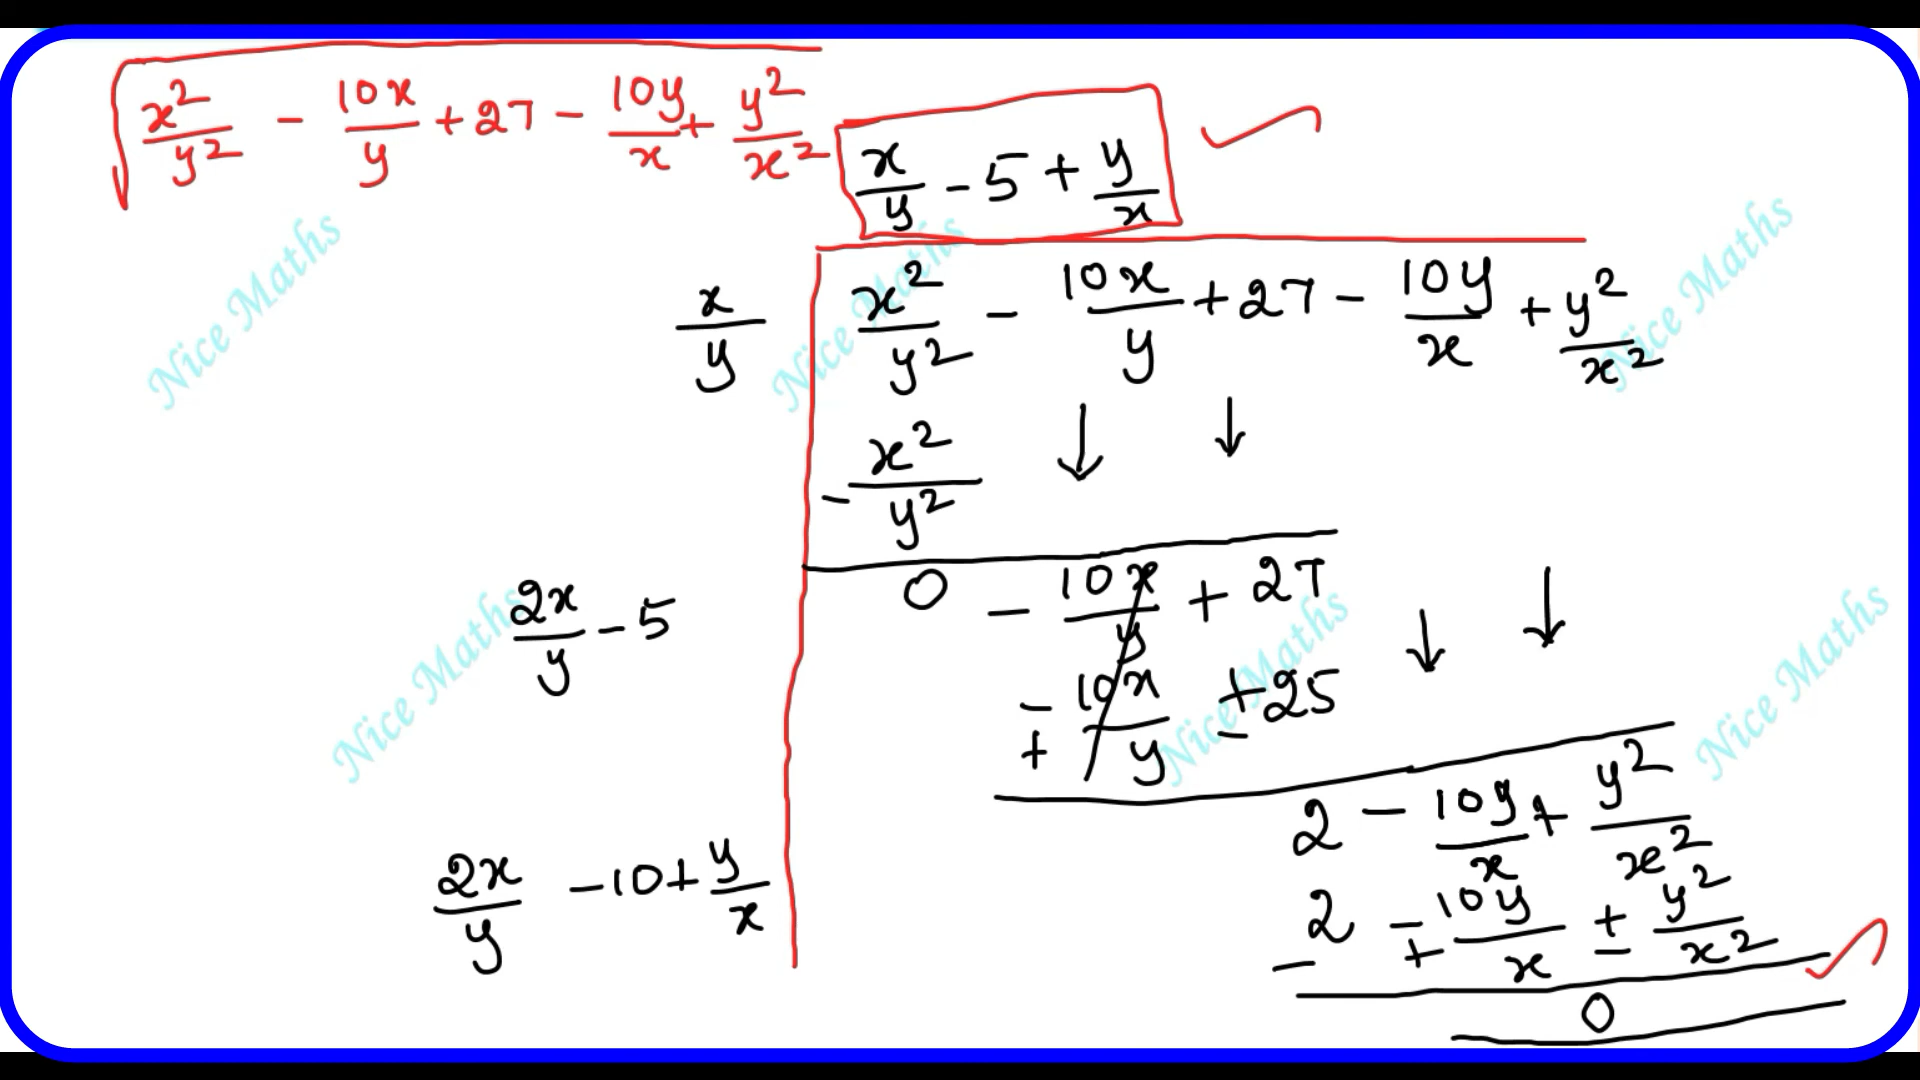 √(x²/y² - 10x/y + 27 - 10y/x + y²/x²)
x/y - 5 + y/x
x/y
x²/y² - 10x/y + 27 - 10y/x + y²/x²
- x²/y²
0 - 10x/y + 27
2x/y - 5
- 10x/y + 25
+ -
2 - 10y/x + y²/x²
2x/y - 10 + y/x
2 - 10y/x + y²/x²
- + -
0
Nice Maths
Nice Maths
Nice Maths
Nice Maths
Nice Maths
Nice Maths